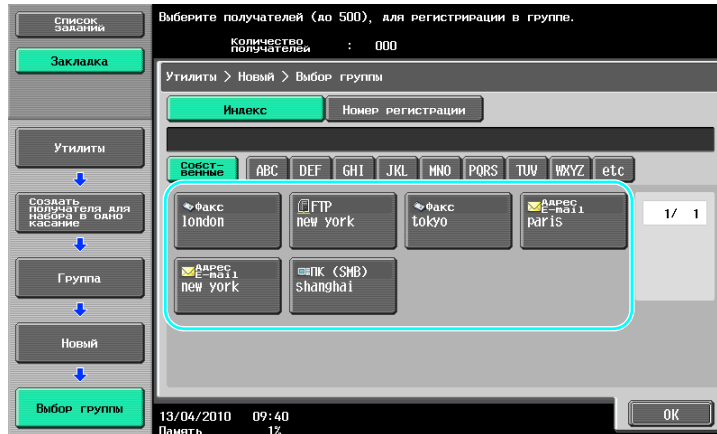 Список
заданий
Закладка
Выберите получателей (до 500), для регистрирации в группе.
Количество
получателей : 000
Утилиты > Новый > Выбор группы
Индекс
Номер регистрации
Собст-
венные
ABC DEF GHI JKL MNO PQRS TUV WXYZ etc
Факс
london
FTP
new york
Факс
tokyo
Адрес
E-mail
paris
1/ 1
Адрес
E-mail
new york
ПК (SMB)
shanghai
Утилиты
Создать
получателя для
набора в одно
касание
Группа
Новый
Выбор группы
13/04/2010 09:40
Память 1%
OK